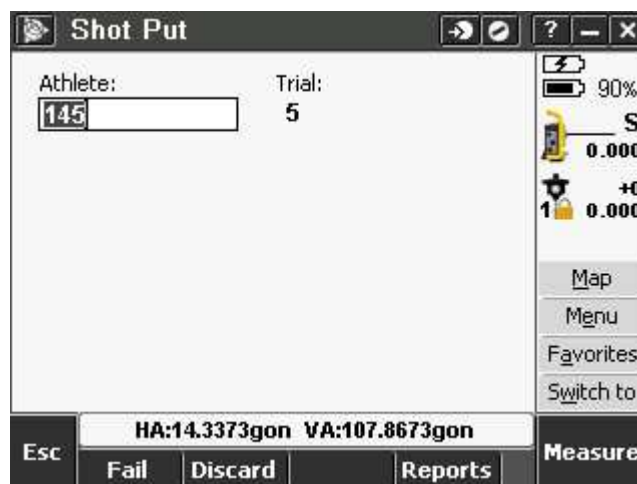 Shot Put
? – X
Athlete: Trial:
145 5
90%
S
0.000
+0
1 0.000
Map
Menu
Favorites
Switch to
HA:14.3373gon VA:107.8673gon
Esc Fail Discard Reports Measure